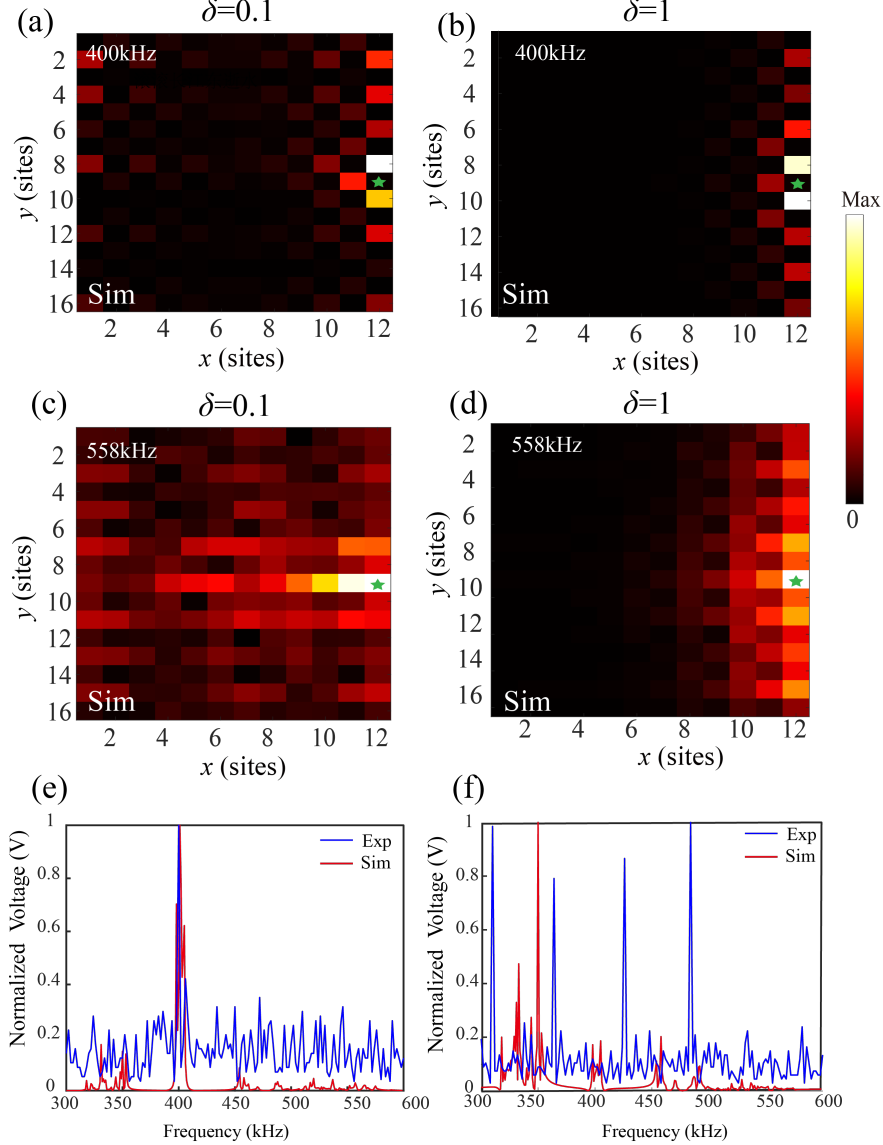 (a)
δ=0.1
400kHz
2
4
6
8
10
12
14
16
y (sites)
Sim
2
4
6
8
10
12
x (sites)
(b)
δ=1
400kHz
2
4
6
8
10
12
14
16
y (sites)
Sim
2
4
6
8
10
12
x (sites)
Max
0
(c)
δ=0.1
558kHz
2
4
6
8
10
12
14
16
y (sites)
Sim
2
4
6
8
10
12
x (sites)
(d)
δ=1
558kHz
2
4
6
8
10
12
14
16
y (sites)
Sim
2
4
6
8
10
12
x (sites)
(e)
1
0.8
0.6
0.4
0.2
0
Normalized Voltage (V)
Exp
Sim
300
350
400
450
500
550
600
Frequency (kHz)
(f)
1
0.8
0.6
0.4
0.2
0
Normalized Voltage (V)
Exp
Sim
300
350
400
450
500
550
600
Frequency (kHz)